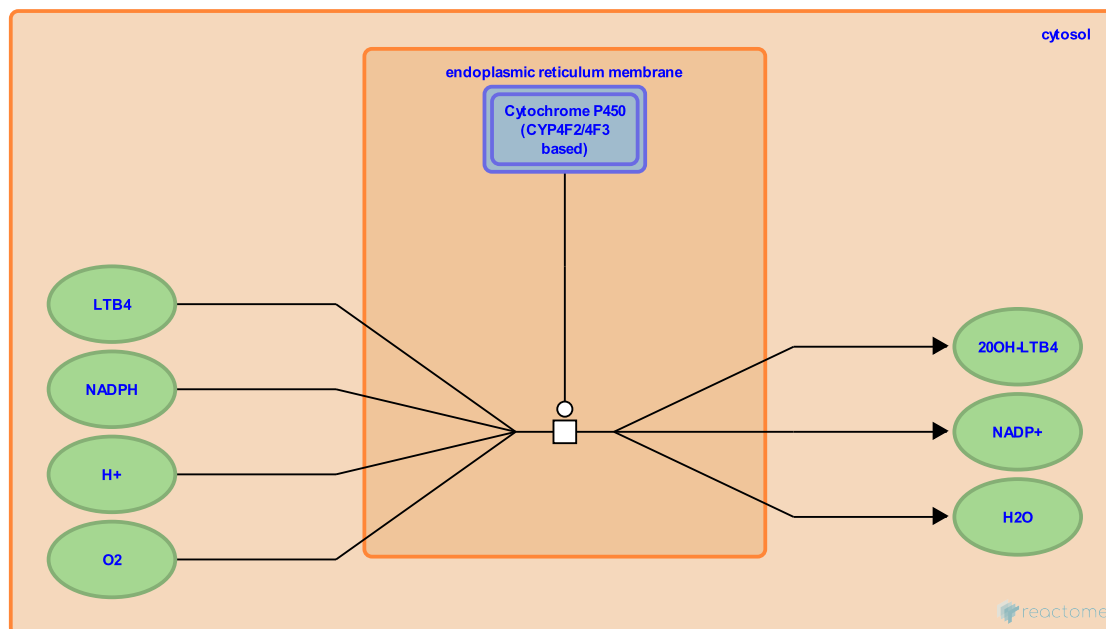 cytosol
endoplasmic reticulum membrane
Cytochrome P450
(CYP4F2/4F3
based)
LTB4
NADPH
H+
O2
20OH-LTB4
NADP+
H2O
reactome